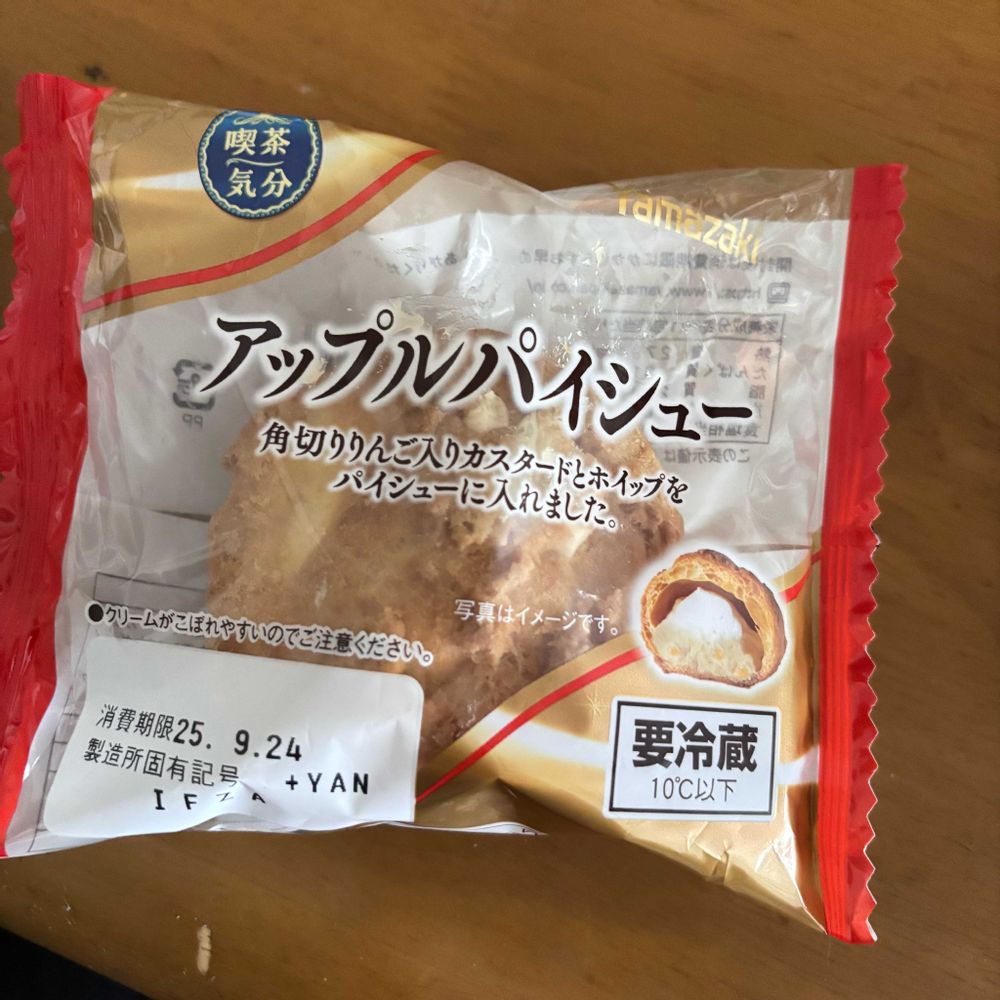 喫茶
気分
Yamazaki
アップルパイシュー
角切りりんご入りカスタードとホイップを
パイシューに入れました。
写真はイメージです。
●クリームがこぼれやすいのでご注意ください。
消費期限25. 9.24
製造所固有記号 +YAN
要冷蔵
10℃以下